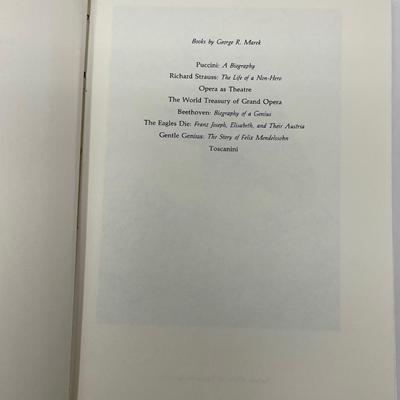 Books by George R. Marek
Puccini: A Biography
Richard Strauss: The Life of a Non-Hero
Opera as Theatre
The World Treasury of Grand Opera
Beethoven: Biography of a Genius
The Eagles Die: Franz Joseph, Elisabeth, and Their Austria
Gentle Genius: The Story of Felix Mendelssohn
Toscanini